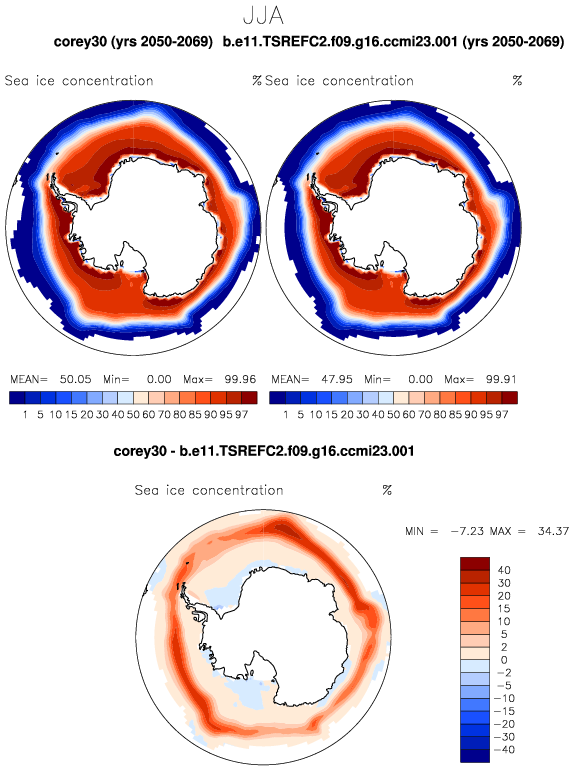 JJA
corey30 (yrs 2050-2069) b.e11.TSREFC2.f09.g16.ccmi23.001 (yrs 2050-2069)
Sea ice concentration % Sea ice concentration %
MEAN= 50.05 Min= 0.00 Max= 99.96 MEAN= 47.95 Min= 0.00 Max= 99.91
1 5 10 15 20 30 40 50 60 70 80 85 90 95 97 1 5 10 15 20 30 40 50 60 70 80 85 90 95 97
corey30 - b.e11.TSREFC2.f09.g16.ccmi23.001
Sea ice concentration %
MIN = -7.23 MAX = 34.37
40
30
20
15
10
5
2
0
-2
-5
-10
-15
-20
-30
-40